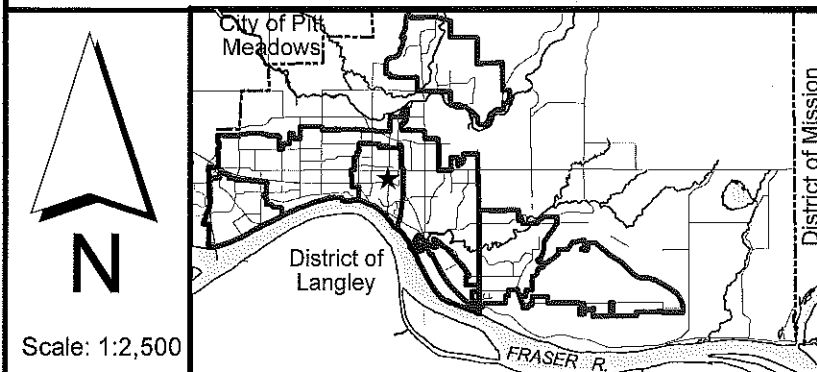 City of Pitt
Meadows
District of Mission
District of
Langley
FRASER R.
N
Scale: 1:2,500